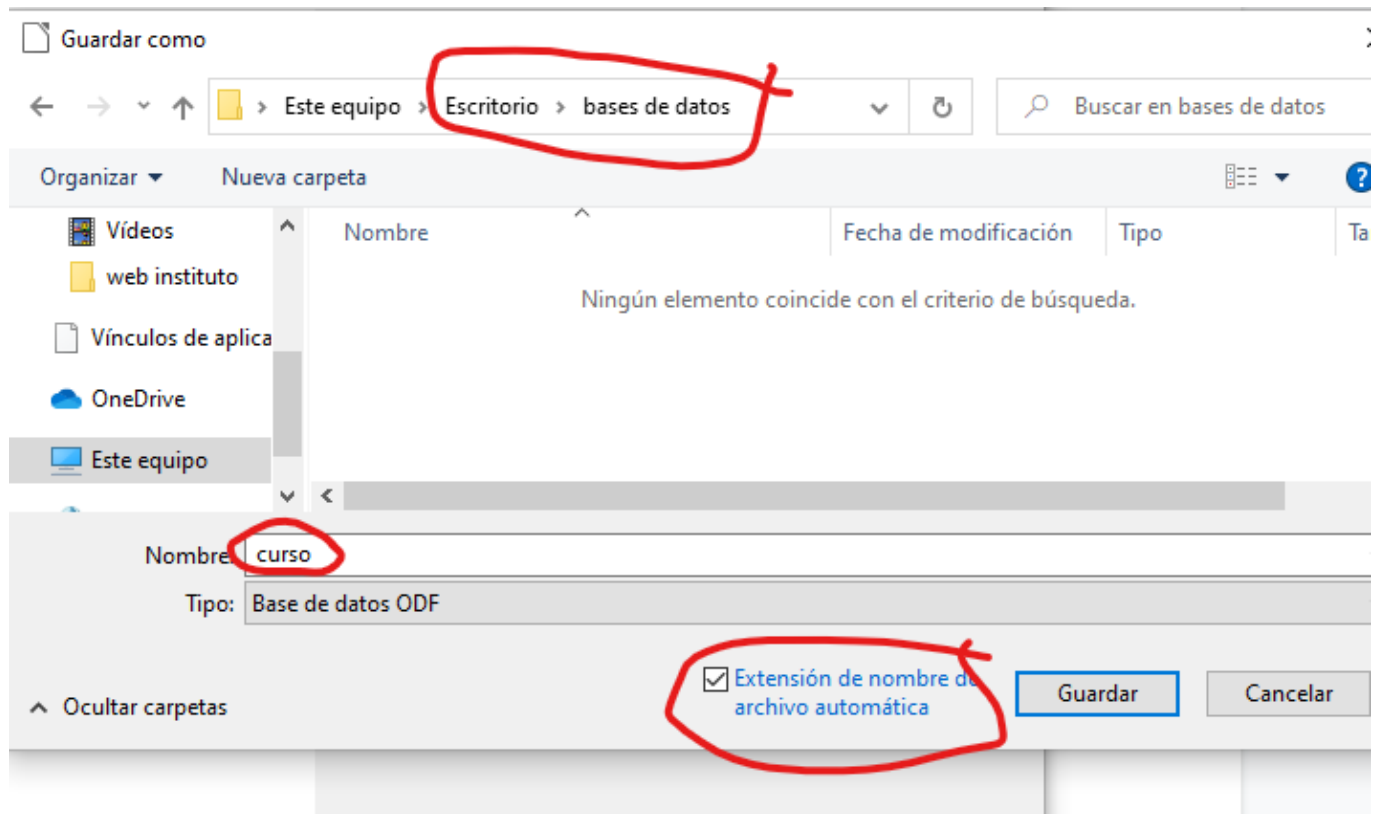 Guardar como
Este equipo > Escritorio > bases de datos
Buscar en bases de datos
Organizar
Nueva carpeta
Vídeos
Nombre
Fecha de modificación
Tipo
Ta
web instituto
Ningún elemento coincide con el criterio de búsqueda.
Vínculos de aplica
OneDrive
Este equipo
Nombre:
curso
Tipo:
Base de datos ODF
Extensión de nombre de
archivo automática
Guardar
Cancelar
Ocultar carpetas